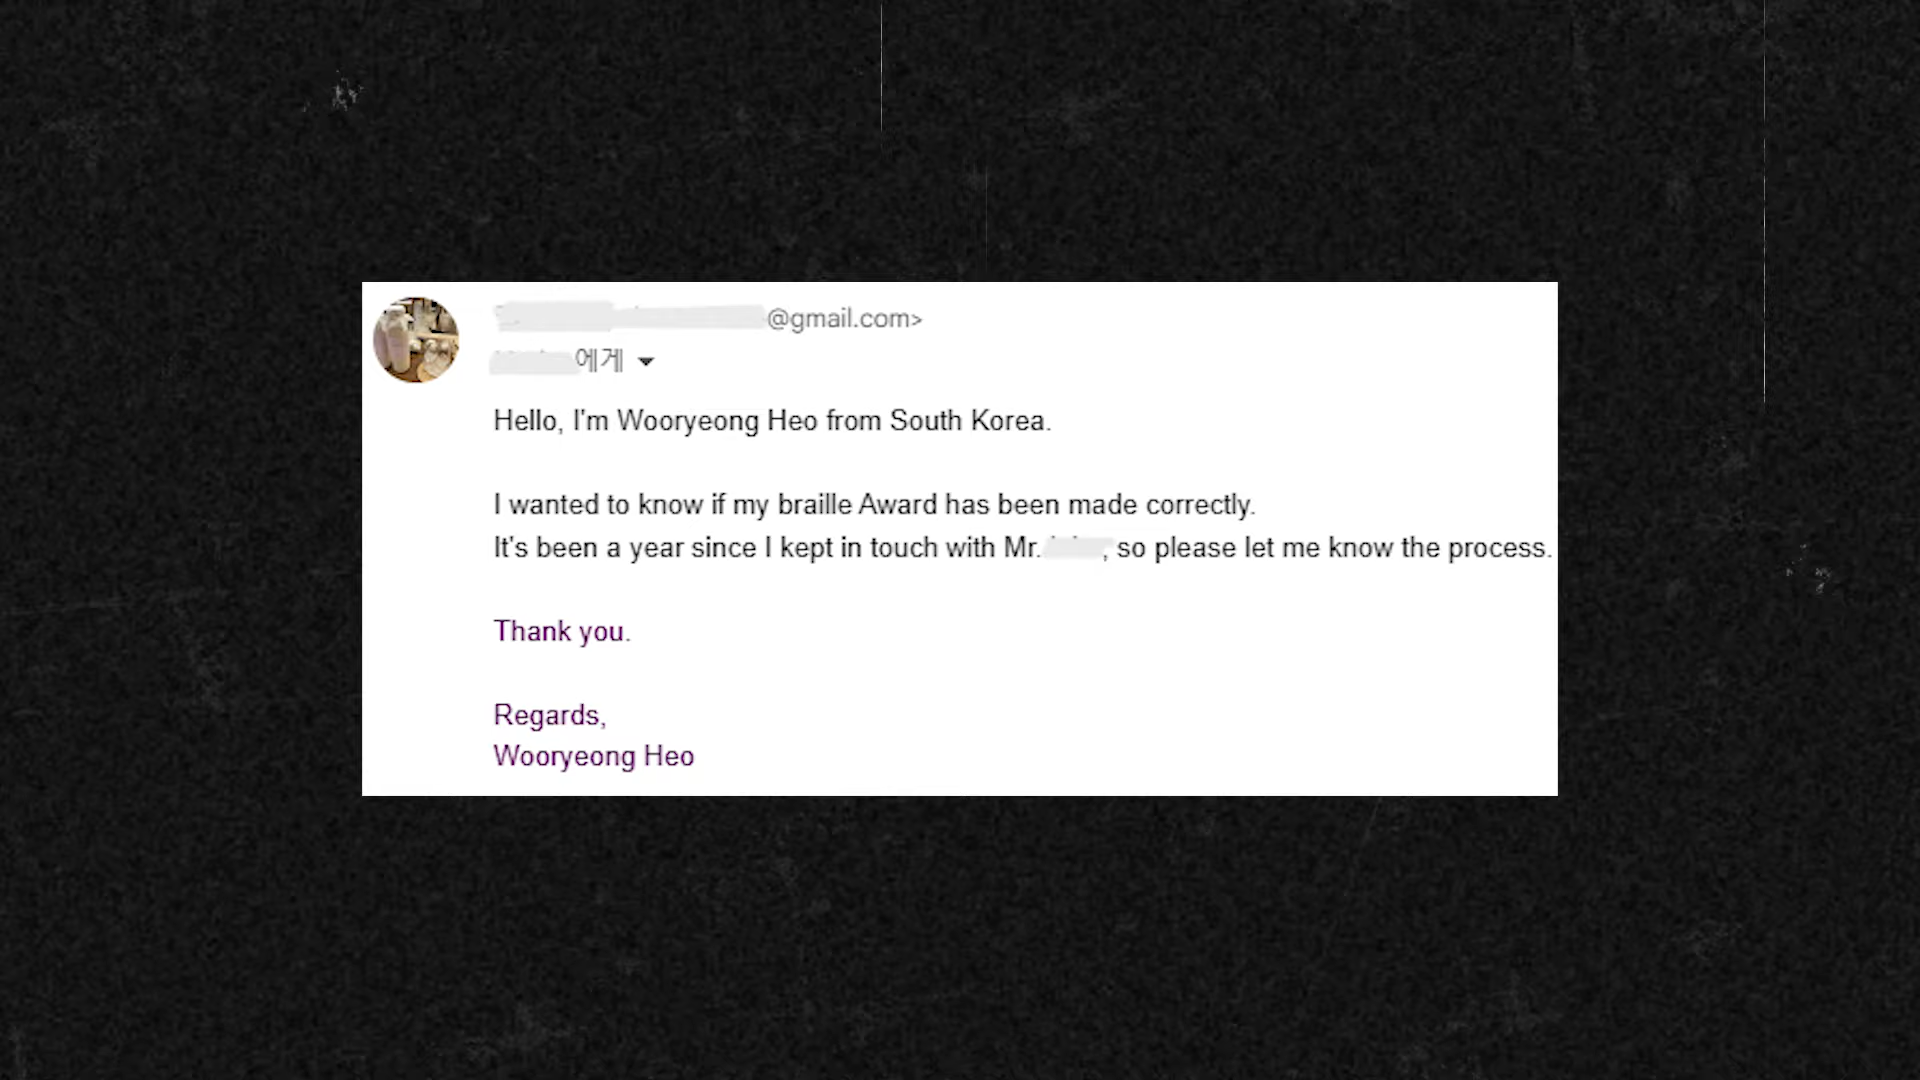 @gmail.com>
에게
Hello, I'm Wooryeong Heo from South Korea.
I wanted to know if my braille Award has been made correctly.
It's been a year since I kept in touch with Mr. , so please let me know the process.
Thank you.
Regards,
Wooryeong Heo